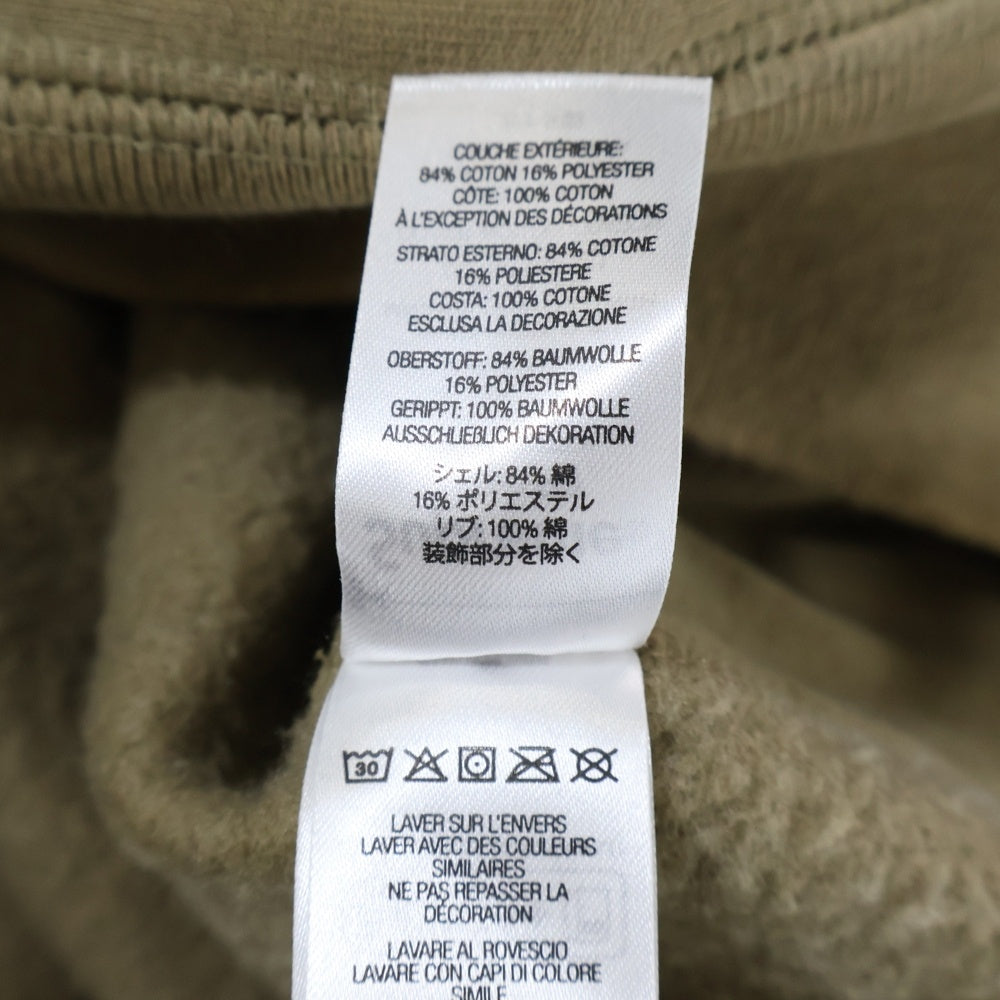 COUCHE EXTÉRIEURE:
84% COTON 16% POLYESTER
CÔTE: 100% COTON
À L'EXCEPTION DES DÉCORATIONS
STRATO ESTERNO: 84% COTONE
16% POLIESTERE
COSTA: 100% COTONE
ESCLUSA LA DECORAZIONE
OBERSTOFF: 84% BAUMWOLLE
16% POLYESTER
GERIPPT: 100% BAUMWOLLE
AUSSCHLIEßLICH DEKORATION
シェル: 84% 綿
16% ポリエステル
リブ: 100% 綿
装飾部分を除く
30
LAVER SUR L'ENVERS
LAVER AVEC DES COULEURS
SIMILAIRES
NE PAS REPASSER LA
DÉCORATION
LAVARE AL ROVESCIO
LAVARE CON CAPI DI COLORE
SIMILE